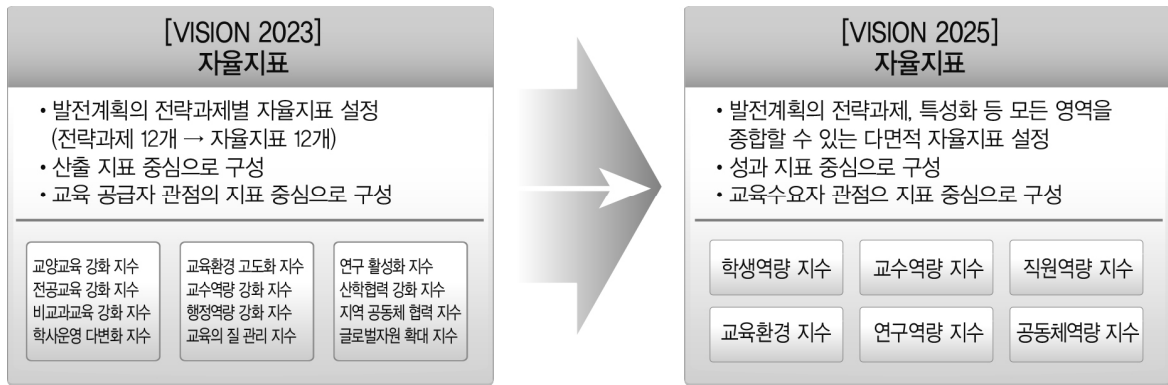 [VISION 2023]
자율지표
• 발전계획의 전략과제별 자율지표 설정
(전략과제 12개 → 자율지표 12개)
• 산출 지표 중심으로 구성
• 교육 공급자 관점의 지표 중심으로 구성
교양교육 강화 지수
전공교육 강화 지수
비교과교육 강화 지수
학사운영 다변화 지수
교육환경 고도화 지수
교수역량 강화 지수
행정역량 강화 지수
교육의 질 관리 지수
연구 활성화 지수
산학협력 강화 지수
지역 공동체 협력 지수
글로벌자원 확대 지수
[VISION 2025]
자율지표
• 발전계획의 전략과제, 특성화 등 모든 영역을
종합할 수 있는 다면적 자율지표 설정
• 성과 지표 중심으로 구성
• 교육수요자 관점으 지표 중심으로 구성
학생역량 지수
교수역량 지수
직원역량 지수
교육환경 지수
연구역량 지수
공동체역량 지수